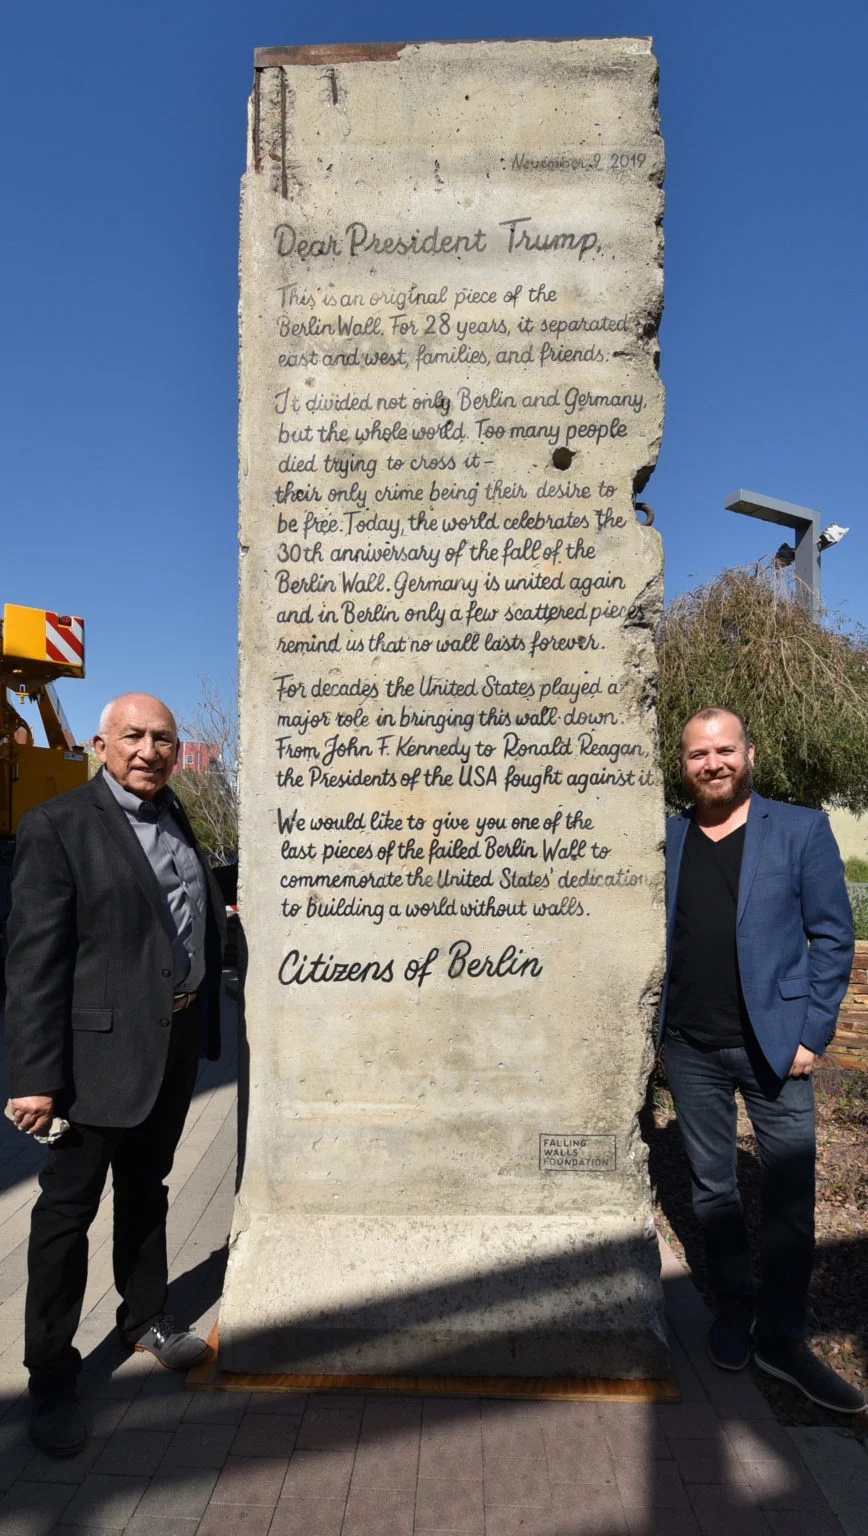 November 9 2019
Dear President Trump,
This is an original piece of the
Berlin Wall. For 28 years, it separated
east and west, families, and friends.
It divided not only Berlin and Germany,
but the whole world. Too many people
died trying to cross it–
their only crime being their desire to
be free. Today, the world celebrates the
30th anniversary of the fall of the
Berlin Wall. Germany is united again
and in Berlin only a few scattered pieces
remind us that no wall lasts forever.
For decades the United States played a
major role in bringing this wall down.
From John F. Kennedy to Ronald Reagan,
the Presidents of the USA fought against it.
We would like to give you one of the
last pieces of the failed Berlin Wall to
commemorate the United States' dedication
to building a world without walls.
Citizens of Berlin
FALLING
WALLS
FOUNDATION